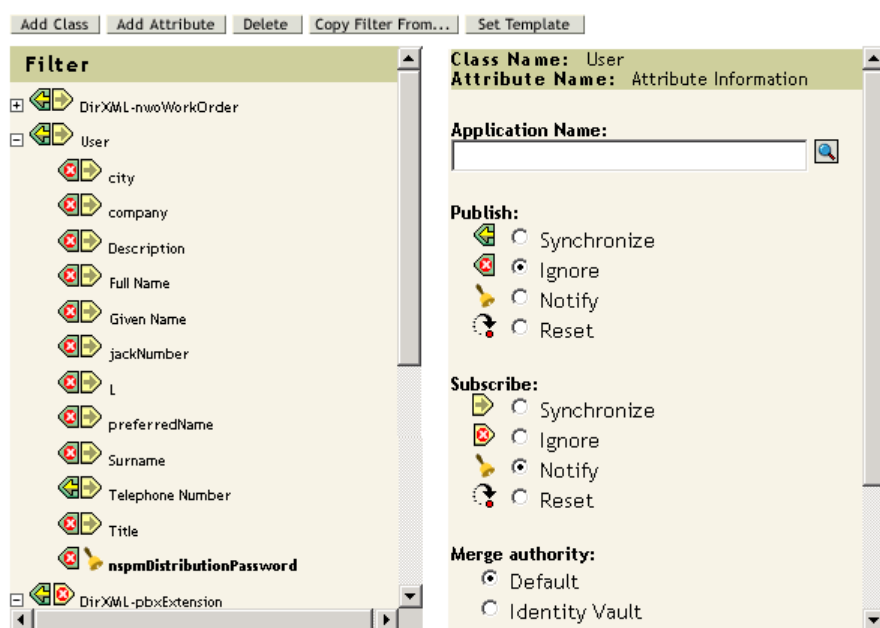 Add Class Add Attribute Delete Copy Filter From... Set Template
Filter
DirXML-nwoWorkOrder
User
city
company
Description
Full Name
Given Name
jackNumber
L
preferredName
Surname
Telephone Number
Title
nspmDistributionPassword
DirXML-pbxExtension
Class Name: User
Attribute Name: Attribute Information
Application Name:
Publish:
Synchronize
Ignore
Notify
Reset
Subscribe:
Synchronize
Ignore
Notify
Reset
Merge authority:
Default
Identity Vault